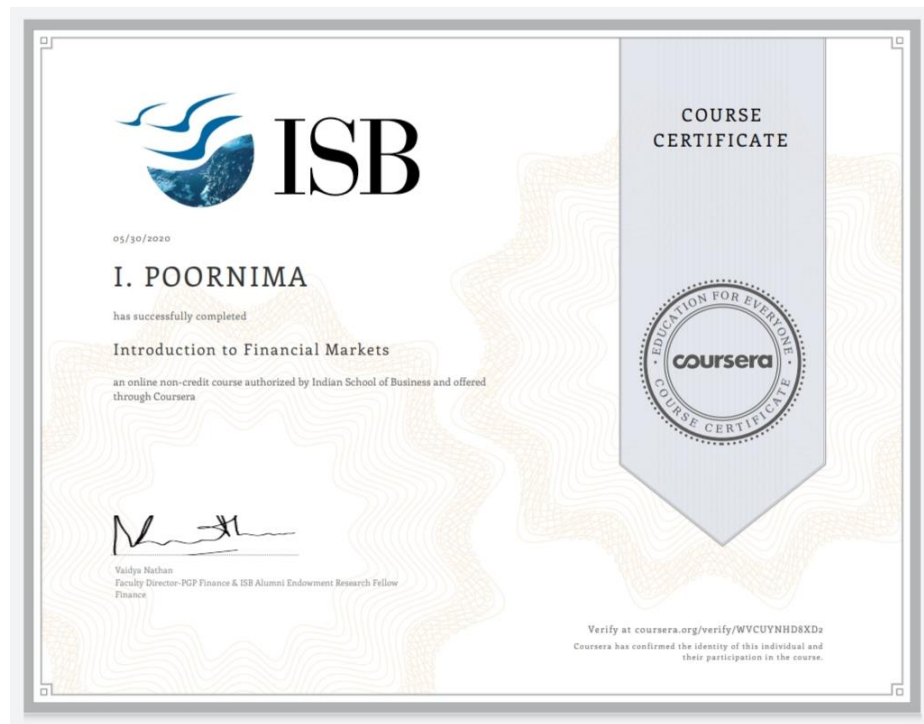 ISB
05/30/2020
I. POORNIMA
has successfully completed
Introduction to Financial Markets
an online non-credit course authorized by Indian School of Business and offered
through Coursera
Vaidya Nathan
Faculty Director-PGP Finance & ISB Alumni Endowment Research Fellow
Finance
COURSE
CERTIFICATE
EDUCATION FOR EVERYONE
coursera
COURSE CERTIFICATE
Verify at coursera.org/verify/WVCUYNHD8XD2
Coursera has confirmed the identity of this individual and
their participation in the course.